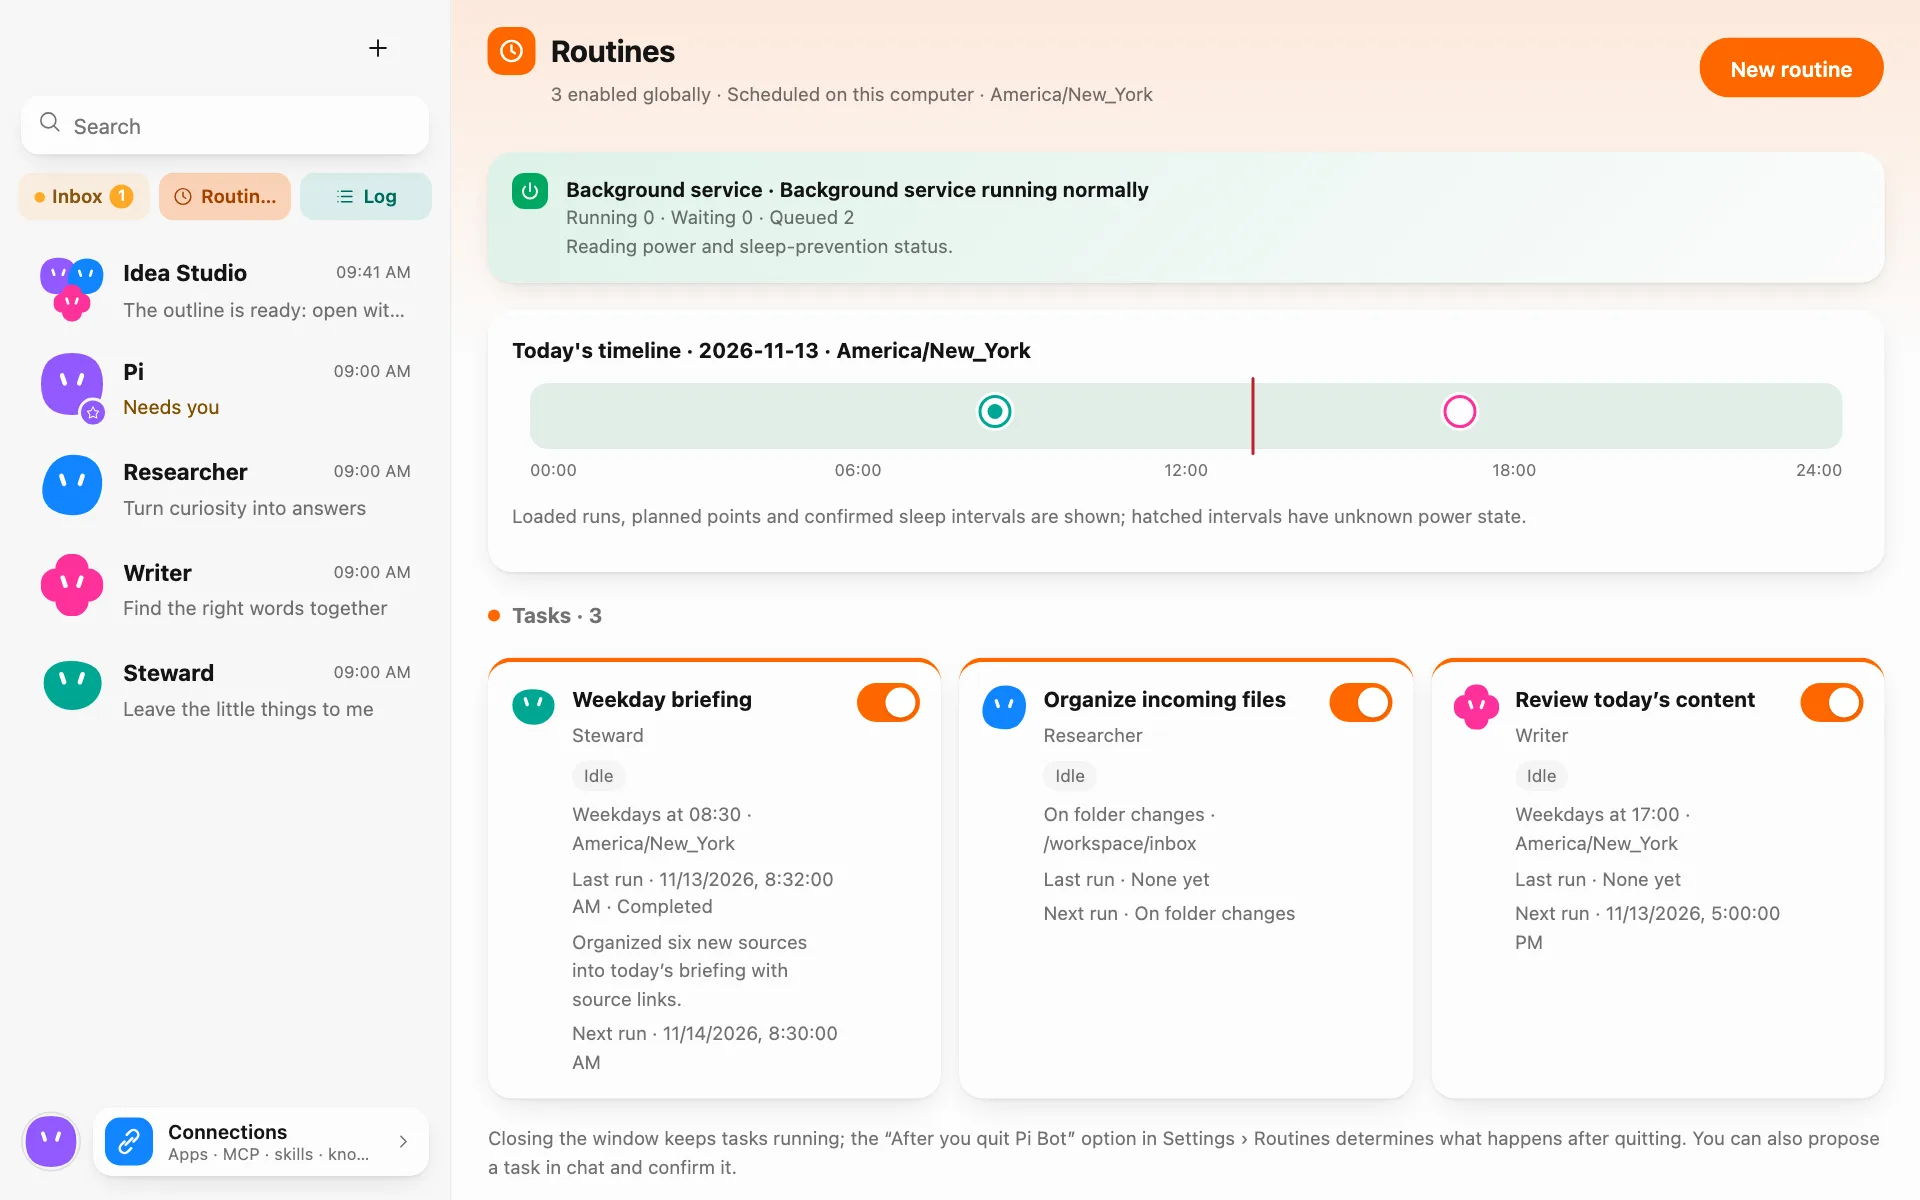 Search
Inbox 1
Routin...
Log
Idea Studio
09:41 AM
The outline is ready: open wit...
Pi
09:00 AM
Needs you
Researcher
09:00 AM
Turn curiosity into answers
Writer
09:00 AM
Find the right words together
Steward
09:00 AM
Leave the little things to me
Connections
Apps · MCP · skills · kno...
Routines
3 enabled globally · Scheduled on this computer · America/New_York
New routine
Background service · Background service running normally
Running 0 · Waiting 0 · Queued 2
Reading power and sleep-prevention status.
Today's timeline · 2026-11-13 · America/New_York
00:00
06:00
12:00
18:00
24:00
Loaded runs, planned points and confirmed sleep intervals are shown; hatched intervals have unknown power state.
Tasks · 3
Weekday briefing
Steward
Idle
Weekdays at 08:30 ·
America/New_York
Last run · 11/13/2026, 8:32:00
AM · Completed
Organized six new sources
into today’s briefing with
source links.
Next run · 11/14/2026, 8:30:00
AM
Organize incoming files
Researcher
Idle
On folder changes ·
/workspace/inbox
Last run · None yet
Next run · On folder changes
Review today’s content
Writer
Idle
Weekdays at 17:00 ·
America/New_York
Last run · None yet
Next run · 11/13/2026, 5:00:00
PM
Closing the window keeps tasks running; the “After you quit Pi Bot” option in Settings › Routines determines what happens after quitting. You can also propose
a task in chat and confirm it.